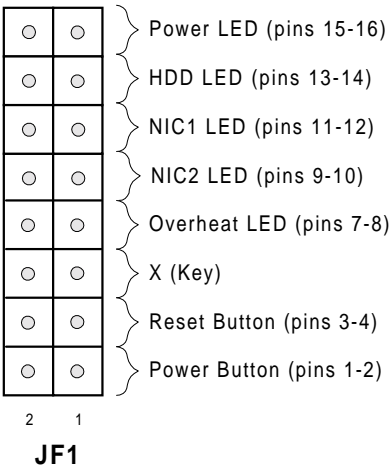 Power LED (pins 15-16)
HDD LED (pins 13-14)
NIC1 LED (pins 11-12)
NIC2 LED (pins 9-10)
Overheat LED (pins 7-8)
X (Key)
Reset Button (pins 3-4)
Power Button (pins 1-2)
2 1
JF1